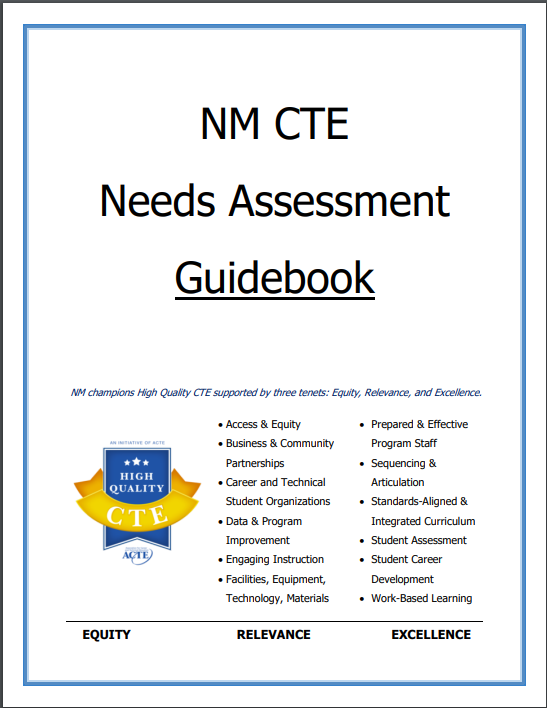 NM CTE
Needs Assessment
Guidebook
NM champions High Quality CTE supported by three tenets: Equity, Relevance, and Excellence.
AN INITIATIVE OF ACTE
HIGH
QUALITY
CTE
ACTE
• Access & Equity
• Business & Community
Partnerships
• Career and Technical
Student Organizations
• Data & Program
Improvement
• Engaging Instruction
• Facilities, Equipment,
Technology, Materials
• Prepared & Effective
Program Staff
• Sequencing &
Articulation
• Standards-Aligned &
Integrated Curriculum
• Student Assessment
• Student Career
Development
• Work-Based Learning
EQUITY RELEVANCE EXCELLENCE